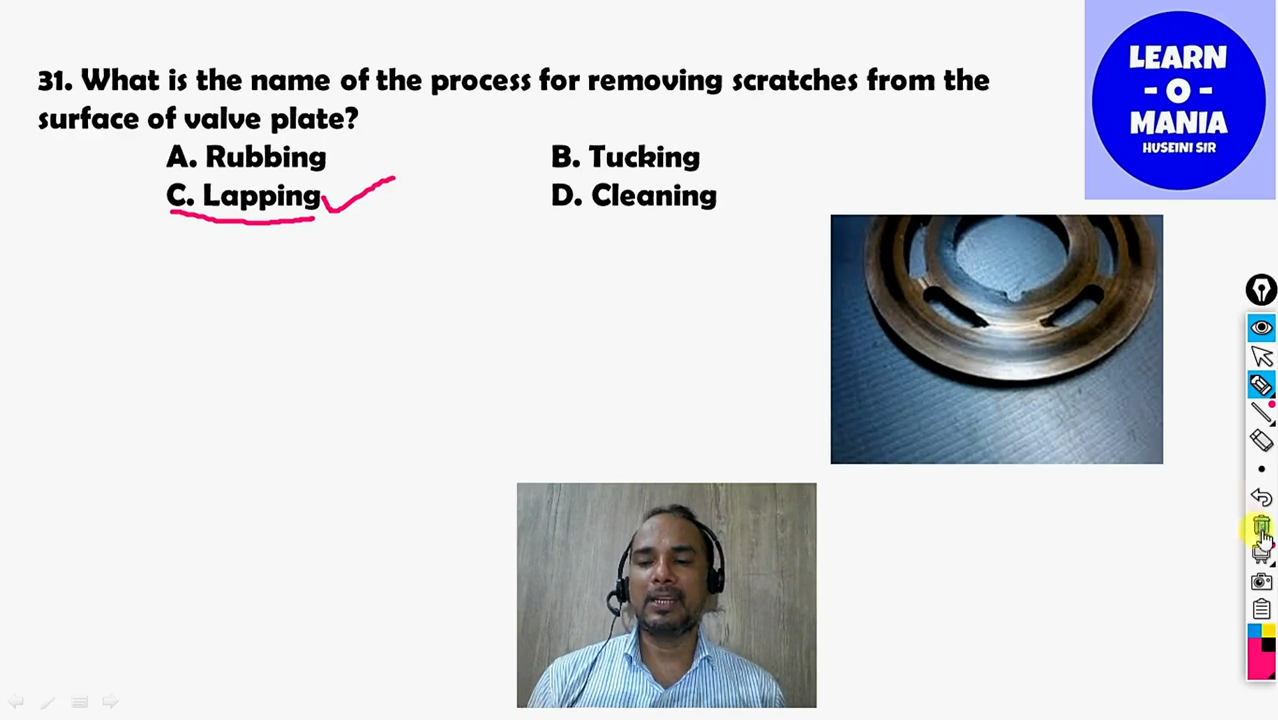 31. What is the name of the process for removing scratches from the
surface of valve plate?
A. Rubbing
B. Tucking
C. Lapping
D. Cleaning
LEARN
- O -
MANIA
HUSEINI SIR